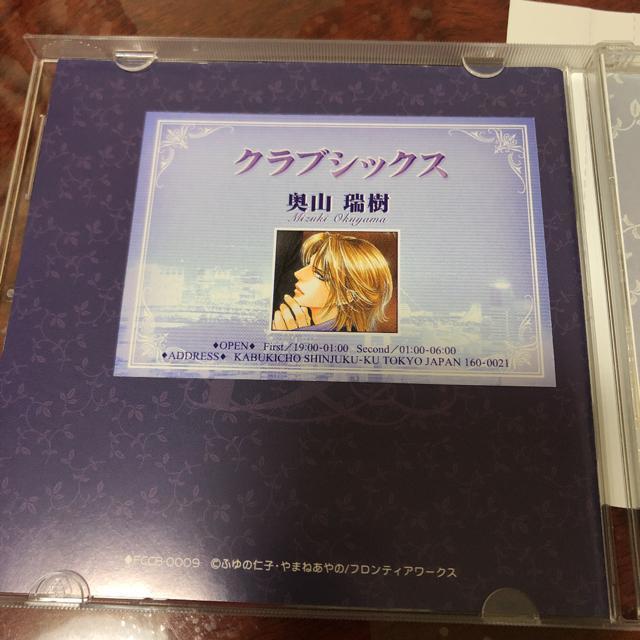 クラブシックス
奥山 瑞樹
Mizuki Okuyama
◆OPEN◆ First/19:00-01:00 Second/01:00-06:00
◆ADDRESS◆ KABUKICHO SHINJUKU-KU TOKYO JAPAN 160-0021
◆FCCB-0009 ©ふゆの仁子・やまねあやの/フロンティアワークス